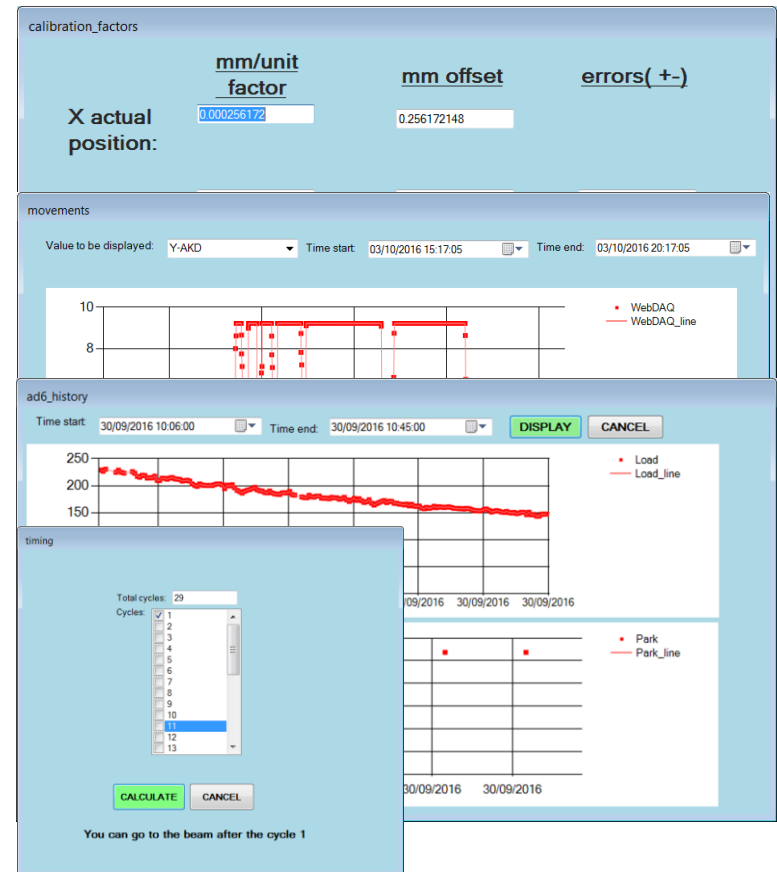 calibration_factors
mm/unit factor
mm offset
errors( +-)
X actual position:
0.000256172
0.256172148
movements
Value to be displayed: Y-AKD
Time start: 03/10/2016 15:17:05
Time end: 03/10/2016 20:17:05
10
8
WebDAQ
WebDAQ_line
ad6_history
Time start: 30/09/2016 10:06:00
Time end: 30/09/2016 10:45:00
DISPLAY
CANCEL
250
200
150
Load
Load_line
/09/2016 30/09/2016 30/09/2016
Park
Park_line
30/09/2016 30/09/2016
timing
Total cycles: 29
Cycles:
1
2
3
4
5
6
7
8
9
10
11
12
13
CALCULATE
CANCEL
You can go to the beam after the cycle 1